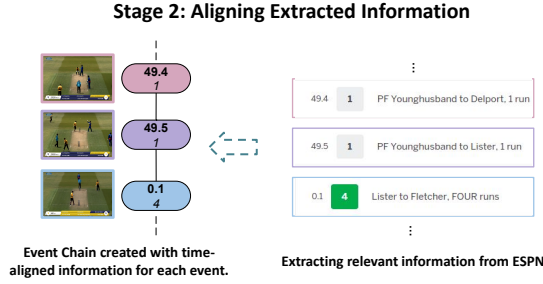 Stage 2: Aligning Extracted Information
49.4
1
49.5
1
0.1
4
49.4 1 PF Younghusband to Delport, 1 run
49.5 1 PF Younghusband to Lister, 1 run
0.1 4 Lister to Fletcher, FOUR runs
Event Chain created with time-
aligned information for each event.
Extracting relevant information from ESPN